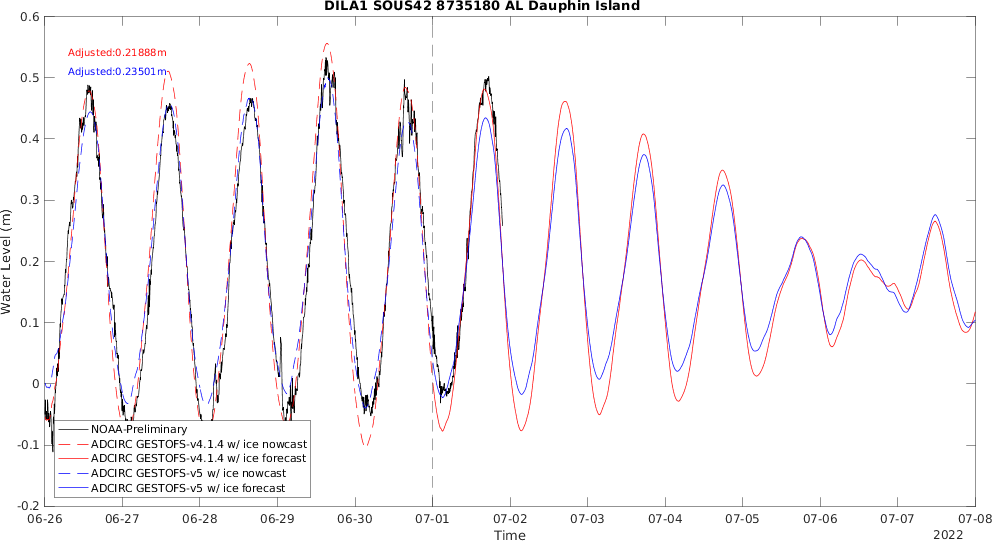 DILA1 SOUS42 8735180 AL Dauphin Island
Adjusted:0.21888m
Adjusted:0.23501m
Water Level (m)
0.6
0.5
0.4
0.3
0.2
0.1
0
-0.1
-0.2
NOAA-Preliminary
ADCIRC GESTOFS-v4.1.4 w/ ice nowcast
ADCIRC GESTOFS-v4.1.4 w/ ice forecast
ADCIRC GESTOFS-v5 w/ ice nowcast
ADCIRC GESTOFS-v5 w/ ice forecast
06-26 06-27 06-28 06-29 06-30 07-01 07-02 07-03 07-04 07-05 07-06 07-07 07-08
Time
2022